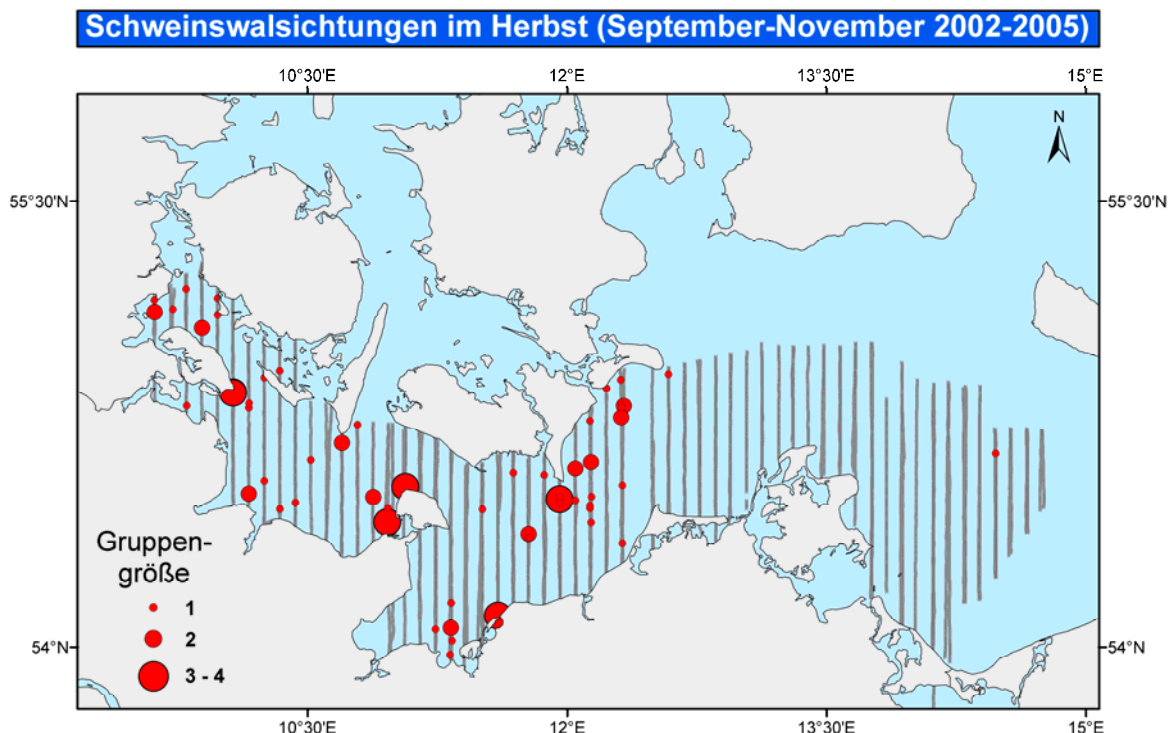 Schweinswalsichtungen im Herbst (September-November 2002-2005)
10°30'E 12°E 13°30'E 15°E
N
55°30'N 55°30'N
Gruppen-
größe
1
2
3 - 4
54°N 54°N
10°30'E 12°E 13°30'E 15°E